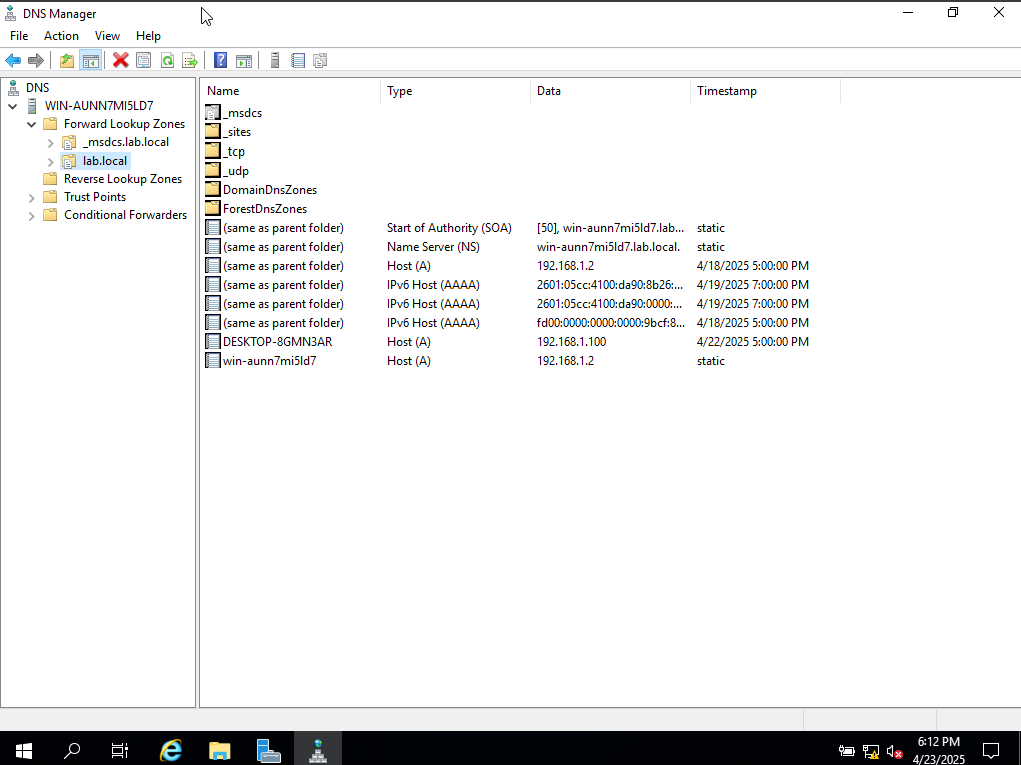 DNS Manager
File Action View Help
DNS
WIN-AUNN7MI5LD7
Forward Lookup Zones
_msdcs.lab.local
lab.local
Reverse Lookup Zones
Trust Points
Conditional Forwarders
Name Type Data Timestamp
_msdcs
_sites
_tcp
_udp
DomainDnsZones
ForestDnsZones
(same as parent folder) Start of Authority (SOA) [50], win-aunn7mi5ld7.lab... static
(same as parent folder) Name Server (NS) win-aunn7mi5ld7.lab.local. static
(same as parent folder) Host (A) 192.168.1.2 4/18/2025 5:00:00 PM
(same as parent folder) IPv6 Host (AAAA) 2601:05cc:4100:da90:8b26:... 4/19/2025 7:00:00 PM
(same as parent folder) IPv6 Host (AAAA) 2601:05cc:4100:da90:0000:... 4/19/2025 7:00:00 PM
(same as parent folder) IPv6 Host (AAAA) fd00:0000:0000:0000:9bcf:8... 4/18/2025 5:00:00 PM
DESKTOP-8GMN3AR Host (A) 192.168.1.100 4/22/2025 5:00:00 PM
win-aunn7mi5ld7 Host (A) 192.168.1.2 static
6:12 PM
4/23/2025